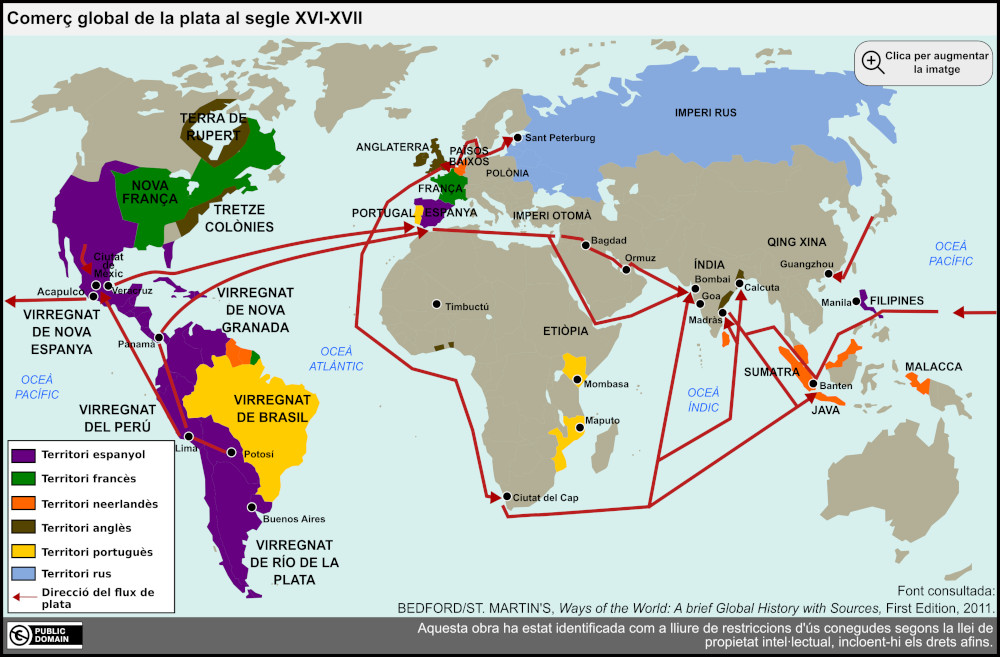 Comerç global de la plata al segle XVI-XVII
Clica per augmentar
la imatge
TERRA DE
RUPERT
NOVA
FRANÇA
TRETZE
COLÒNIES
ANGLATERRA
PAÏSOS
BAIXOS
Sant Peterburg
IMPERI RUS
POLÒNIA
FRANÇA
PORTUGAL
ESPANYA
IMPERI OTOMÀ
Bagdad
Ormuz
QING XINA
Guangzhou
OCEÀ
PACÍFIC
ÍNDIA
Bombai
Goa
Calcuta
Madràs
Manila
FILIPINES
Ciutat
de
Mèxic
Acapulco
Veracruz
VIRREGNAT
DE NOVA
ESPANYA
VIRREGNAT
DE NOVA
GRANADA
Panamà
Timbuctú
ETIÒPIA
OCEÀ
ATLÀNTIC
OCEÀ
PACÍFIC
VIRREGNAT
DEL PERÚ
VIRREGNAT
DE BRASIL
Mombasa
Maputo
OCEÀ
ÍNDIC
SUMATRA
Banten
JAVA
MALACCA
Lima
Potosí
Ciutat del Cap
Buenos Aires
VIRREGNAT
DE RÍO DE LA
PLATA
Territori espanyol
Territori francès
Territori neerlandès
Territori anglès
Territori portuguès
Territori rus
Direcció del flux de
plata
Font consultada:
BEDFORD/ST. MARTIN'S, Ways of the World: A brief Global History with Sources, First Edition, 2011.
PUBLIC
DOMAIN
Aquesta obra ha estat identificada com a lliure de restriccions d'ús conegudes segons la llei de
propietat intel·lectual, incloent-hi els drets afins.